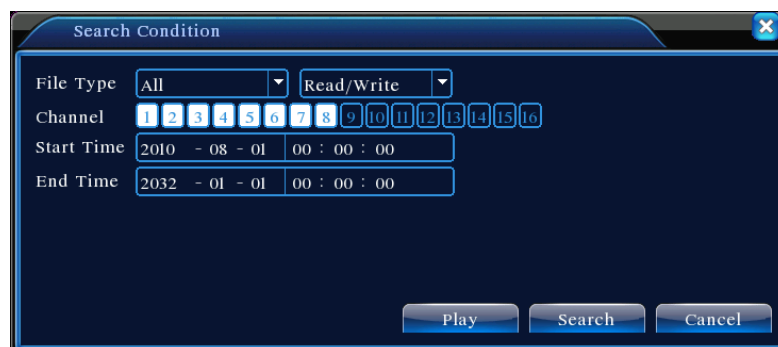 Search Condition
File Type All Read/Write
Channel 1 2 3 4 5 6 7 8 9 10 11 12 13 14 15 16
Start Time 2010 - 08 - 01 00 : 00 : 00
End Time 2032 - 01 - 01 00 : 00 : 00
Play Search Cancel